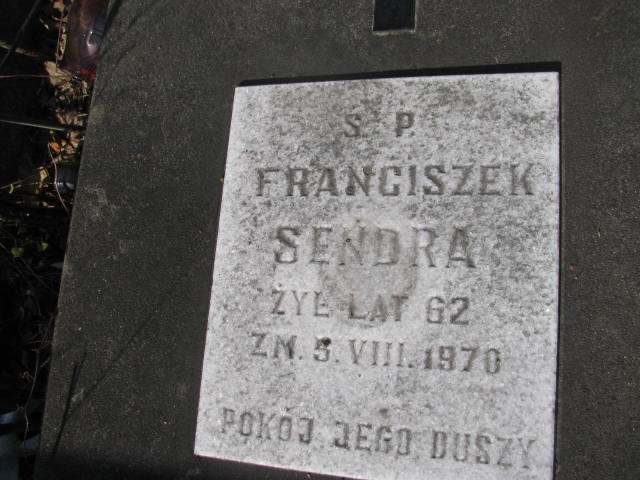 Ś. P.
FRANCISZEK
SENDRA
ŻYŁ LAT 62
ZM. 5. VIII. 1970
POKÓJ JEGO DUSZY